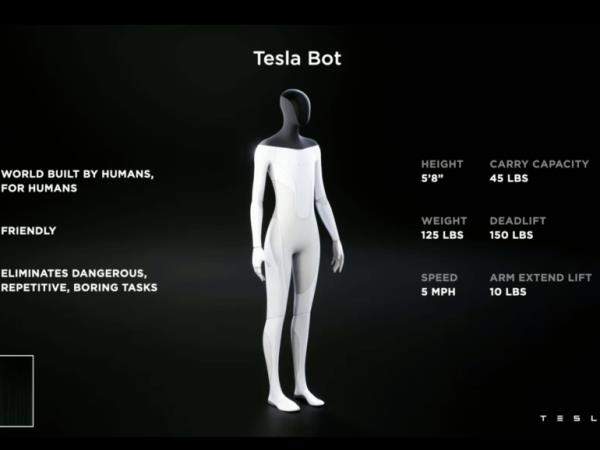 Tesla Bot
WORLD BUILT BY HUMANS,
FOR HUMANS
FRIENDLY
ELIMINATES DANGEROUS,
REPETITIVE, BORING TASKS
HEIGHT
5’8”
CARRY CAPACITY
45 LBS
WEIGHT
125 LBS
DEADLIFT
150 LBS
SPEED
5 MPH
ARM EXTEND LIFT
10 LBS
TESL